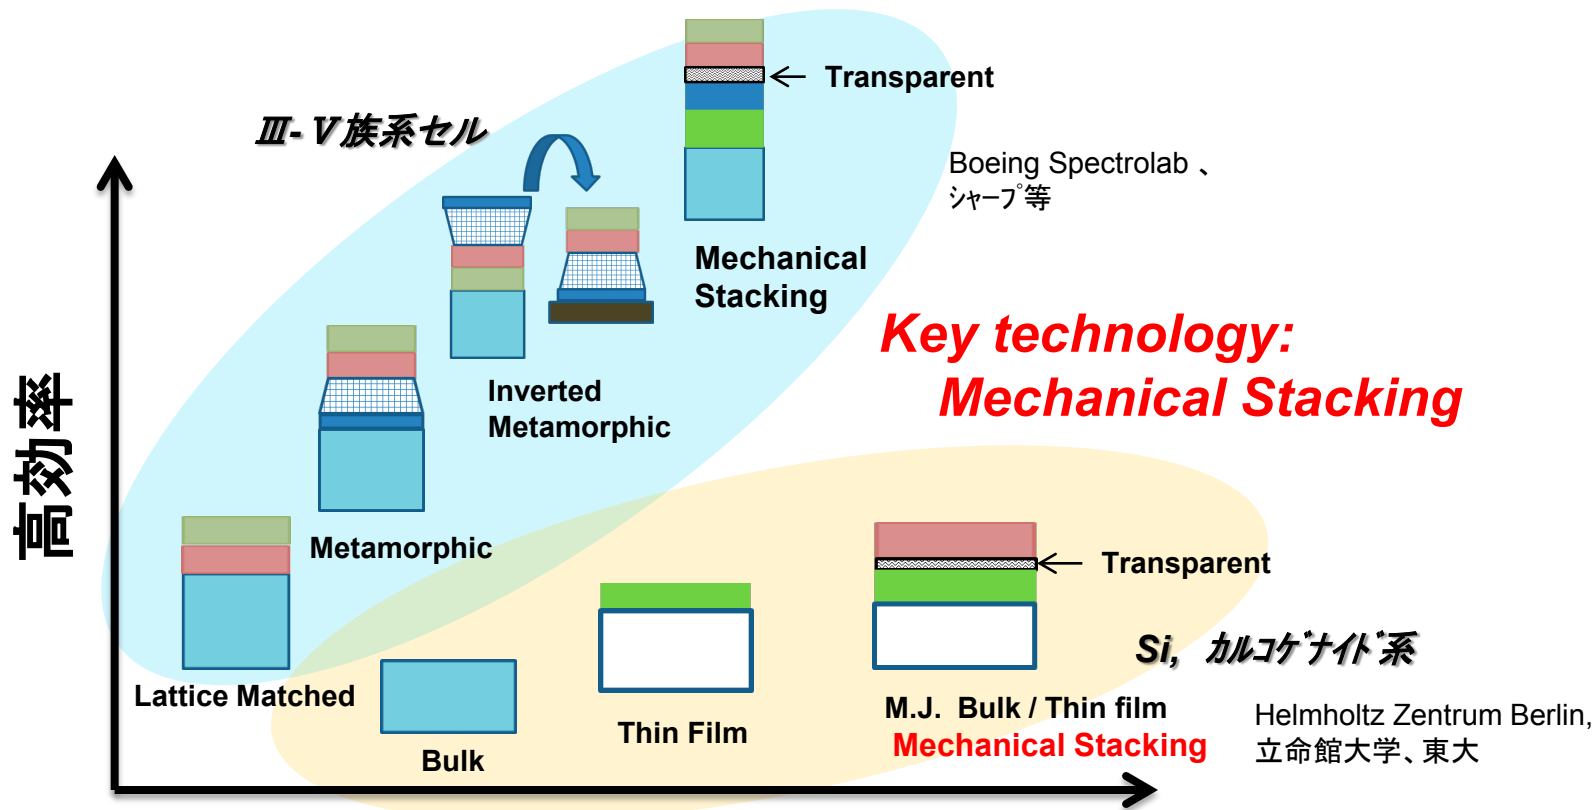 Transparent
Ⅲ-Ⅴ族系セル
Boeing Spectrolab 、
ｼｬｰﾌﾟ等
Mechanical
Stacking
Key technology:
Mechanical Stacking
Inverted
Metamorphic
高効率
Metamorphic
Transparent
Si, ｶﾙｺｹﾞﾅｲﾄﾞ系
Lattice Matched
Thin Film
M.J. Bulk / Thin film
Mechanical Stacking
Helmholtz Zentrum Berlin,
立命館大学、東大
Bulk